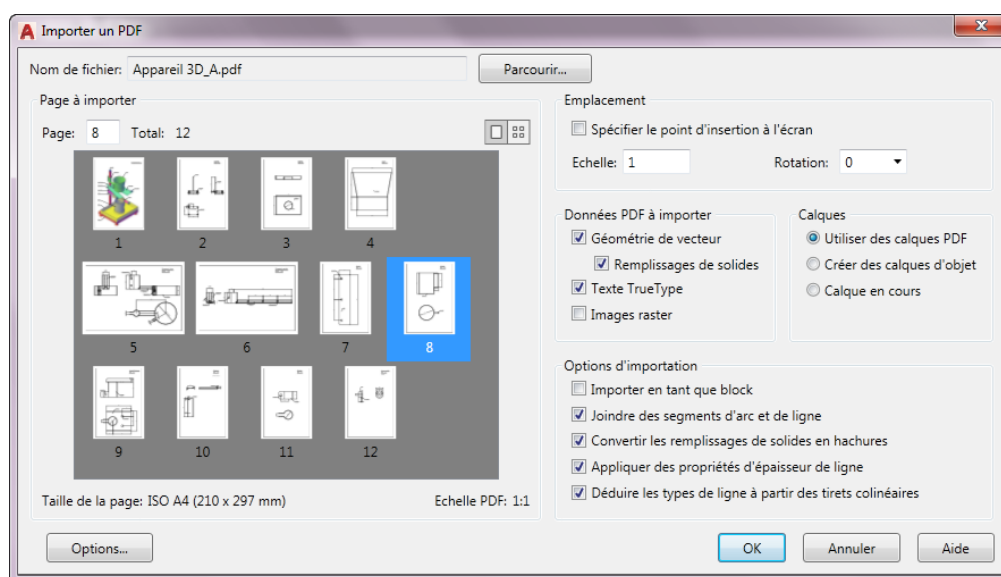 Importer un PDF
Nom de fichier: Appareil 3D_A.pdf Parcourir...
Page à importer
Page: 8 Total: 12
1 2 3 4
5 6 7 8
9 10 11 12
Taille de la page: ISO A4 (210 x 297 mm) Echelle PDF: 1:1
Emplacement
Spécifier le point d'insertion à l'écran
Echelle: 1 Rotation: 0
Données PDF à importer
Géométrie de vecteur
Remplissages de solides
Texte TrueType
Images raster
Calques
Utiliser des calques PDF
Créer des calques d'objet
Calque en cours
Options d'importation
Importer en tant que block
Joindre des segments d'arc et de ligne
Convertir les remplissages de solides en hachures
Appliquer des propriétés d'épaisseur de ligne
Déduire les types de ligne à partir des tirets colinéaires
Options... OK Annuler Aide